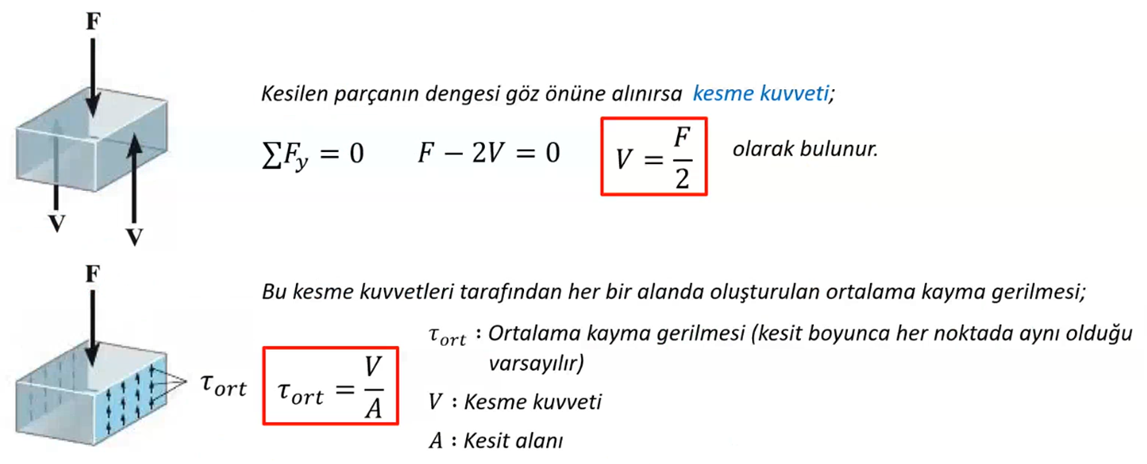 F
Kesilen parçanın dengesi göz önüne alınırsa kesme kuvveti;
∑F_y = 0 F − 2V = 0 V = F/2 olarak bulunur.
V
V
F
Bu kesme kuvvetleri tarafından her bir alanda oluşturulan ortalama kayma gerilmesi;
τ_ort : Ortalama kayma gerilmesi (kesit boyunca her noktada aynı olduğu
varsayılır)
τ_ort τ_ort = V/A
V : Kesme kuvveti
A : Kesit alanı